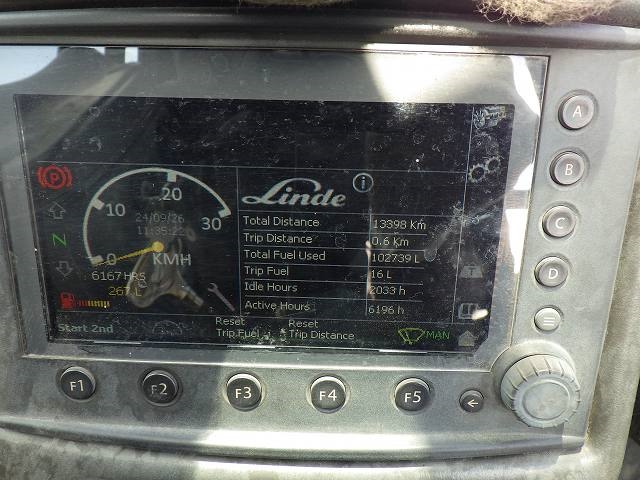 Linde
i
20
10
30
0
KMH
24/09/26
11:35:22
6167HRS
267 L
P
N
Total Distance 13398 Km
Trip Distance 0.6 Km
Total Fuel Used 102739 L
Trip Fuel 16 L
Idle Hours 2033 h
Active Hours 6196 h
Start 2nd
Reset
Trip Fuel
Reset
Trip Distance
MAN
A
B
C
D
F1
F2
F3
F4
F5